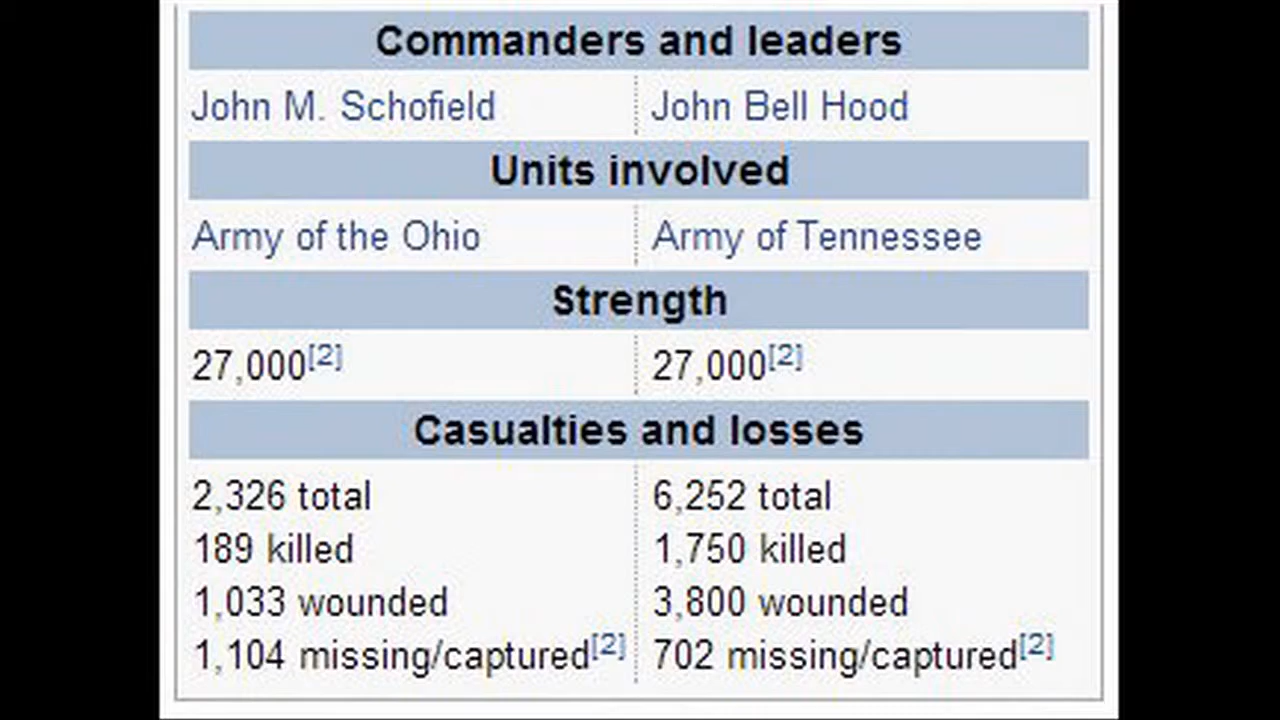 Commanders and leaders
John M. Schofield John Bell Hood
Units involved
Army of the Ohio Army of Tennessee
Strength
27,000[2] 27,000[2]
Casualties and losses
2,326 total 6,252 total
189 killed 1,750 killed
1,033 wounded 3,800 wounded
1,104 missing/captured[2] 702 missing/captured[2]